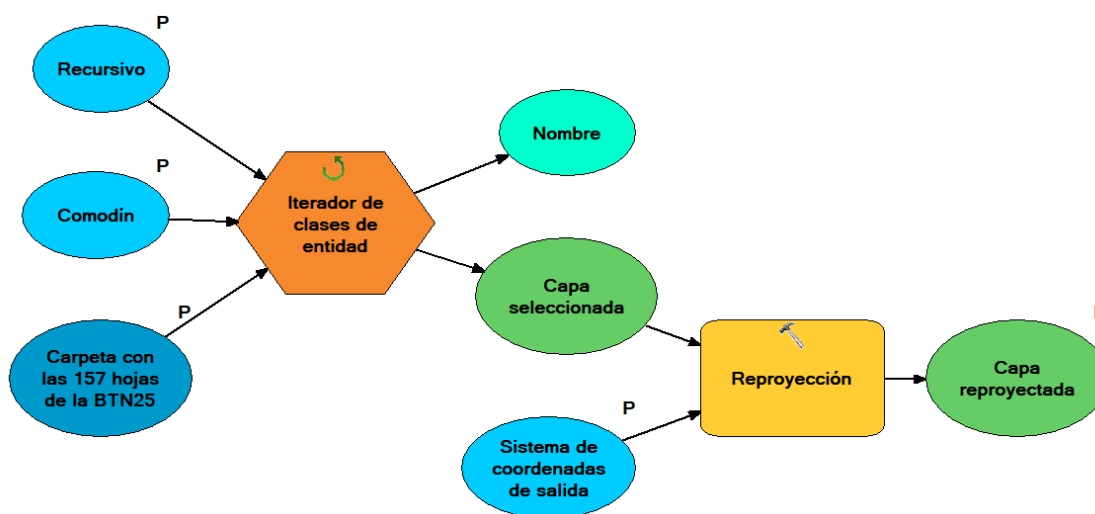 P
Recursivo
P
Comodín
P
Carpeta con
las 157 hojas
de la BTN25
Iterador de
clases de
entidad
Nombre
Capa
seleccionada
P
Sistema de
coordenadas
de salida
Reproyección
Capa
reproyectada